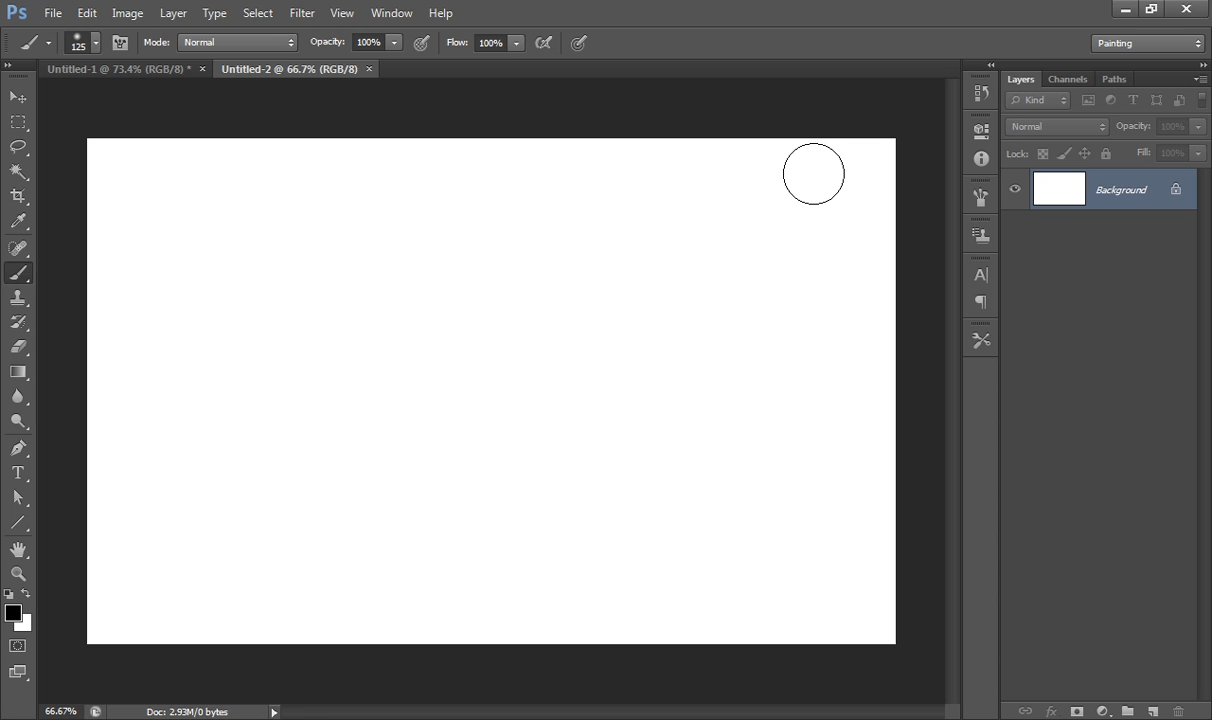 Ps File Edit Image Layer Type Select Filter View Window Help
125 Mode: Normal Opacity: 100% Flow: 100% Painting
Untitled-1 @ 73.4% (RGB/8) * × Untitled-2 @ 66.7% (RGB/8) ×
Layers Channels Paths
Kind
Normal Opacity: 100%
Lock: Fill: 100%
Background
66.67% Doc: 2.93M/0 bytes